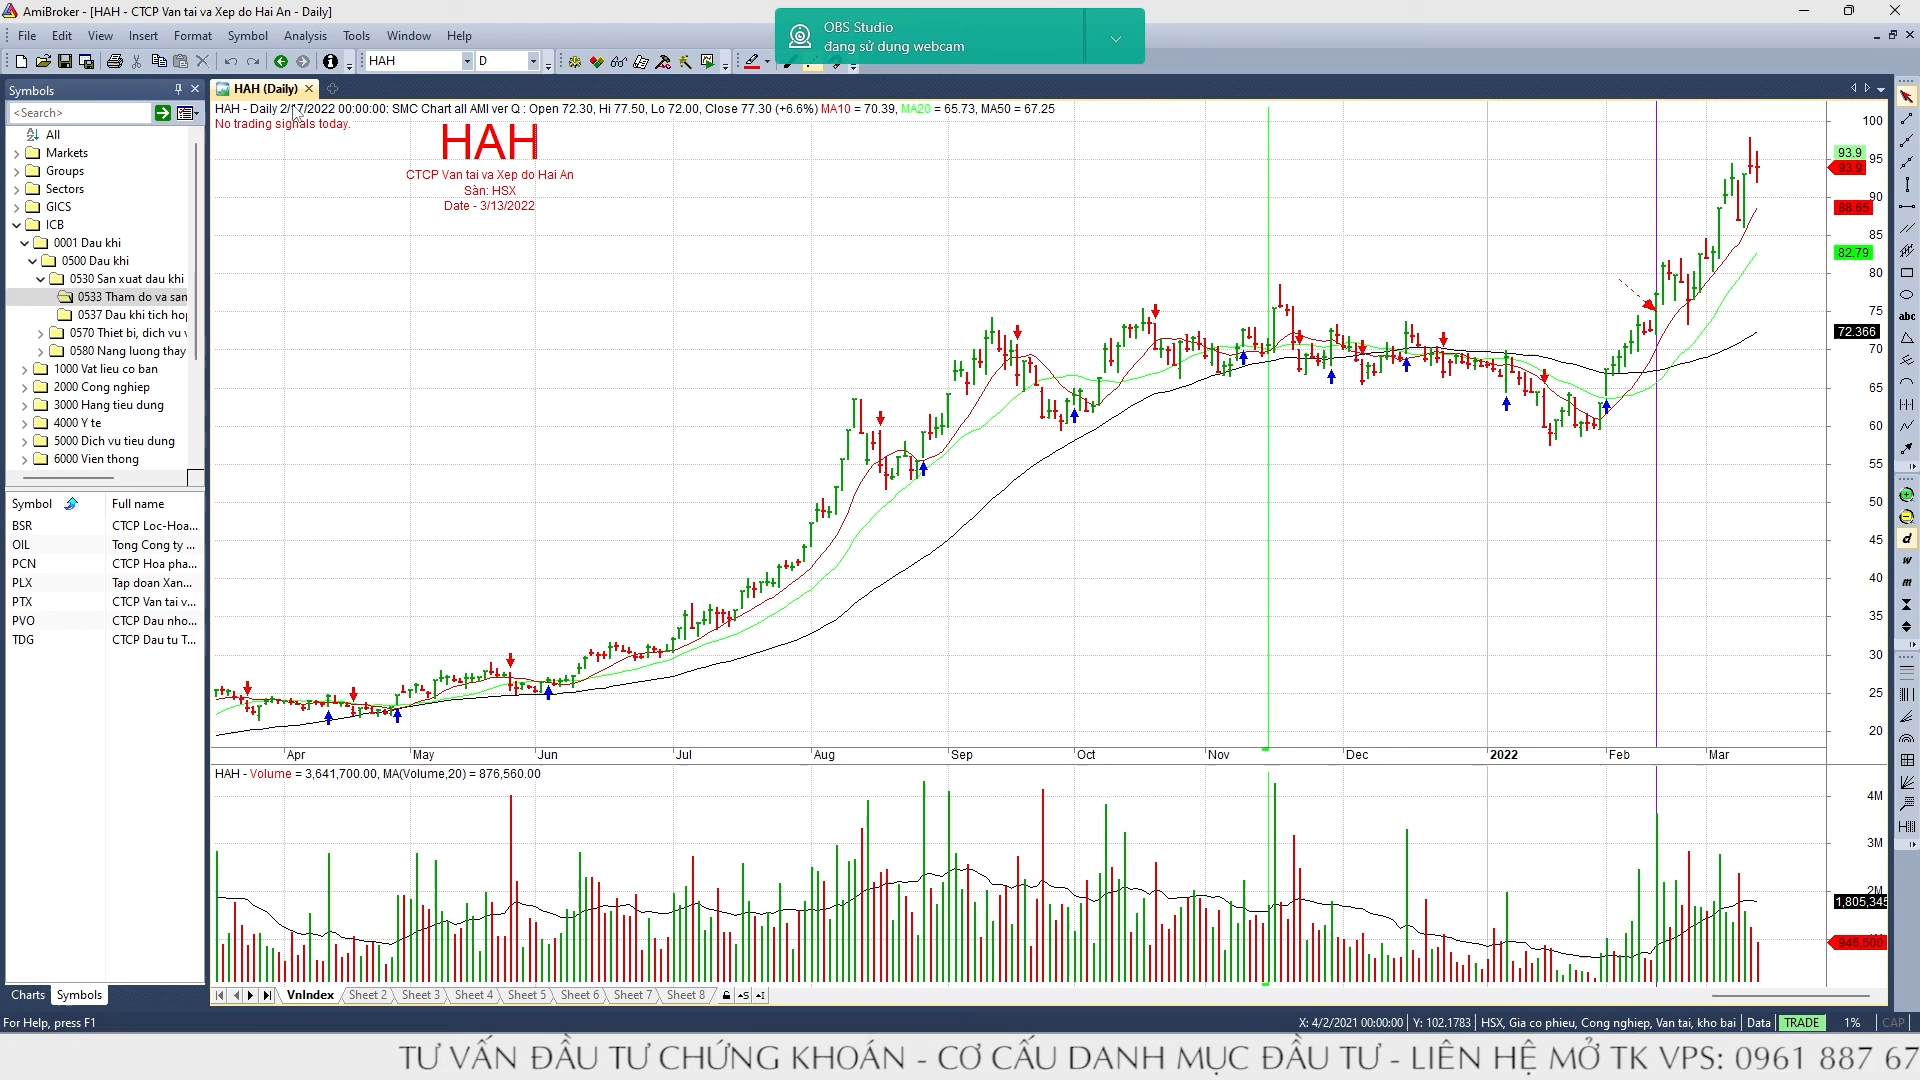 AmiBroker - [HAH - CTCP Van tai va Xep do Hai An - Daily]
OBS Studio
đang sử dụng webcam
File Edit View Insert Format Symbol Analysis Tools Window Help
HAH D
Symbols
HAH (Daily)
<Search>
HAH - Daily 2/17/2022 00:00:00: SMC Chart all AMI ver Q : Open 72.30, Hi 77.50, Lo 72.00, Close 77.30 (+6.6%) MA10 = 70.39, MA20 = 65.73, MA50 = 67.25
No trading signals today.
HAH
CTCP Van tai va Xep do Hai An
Sàn: HSX
Date - 3/13/2022
All
Markets
Groups
Sectors
GICS
ICB
0001 Dau khi
0500 Dau khi
0530 San xuat dau khi
0533 Tham do va san
0537 Dau khi tich hop
0570 Thiet bi, dich vu v
0580 Nang luong thay
1000 Vat lieu co ban
2000 Cong nghiep
3000 Hang tieu dung
4000 Y te
5000 Dich vu tieu dung
6000 Vien thong
Symbol Full name
BSR CTCP Loc-Hoa...
OIL Tong Cong ty ...
PCN CTCP Hoa pha...
PLX Tap doan Xan...
PTX CTCP Van tai v...
PVO CTCP Dau nho...
TDG CTCP Dau tu T...
100
93.9
95
93.9
90
88.65
85
82.79
80
75
72.366
70
65
60
55
50
45
40
35
30
25
20
Apr May Jun Jul Aug Sep Oct Nov Dec 2022 Feb Mar
HAH - Volume = 3,641,700.00, MA(Volume,20) = 876,560.00
4M
3M
2M
1,805,345
946,500
abc
d
w
m
Charts Symbols
VnIndex Sheet 2 Sheet 3 Sheet 4 Sheet 5 Sheet 6 Sheet 7 Sheet 8
For Help, press F1
X: 4/2/2021 00:00:00 Y: 102.1783 HSX, Gia co phieu, Cong nghiep, Van tai, kho bai Data TRADE 1% CAP
TƯ VẤN ĐẦU TƯ CHỨNG KHOÁN - CƠ CẤU DANH MỤC ĐẦU TƯ - LIÊN HỆ MỞ TK VPS: 0961 887 67